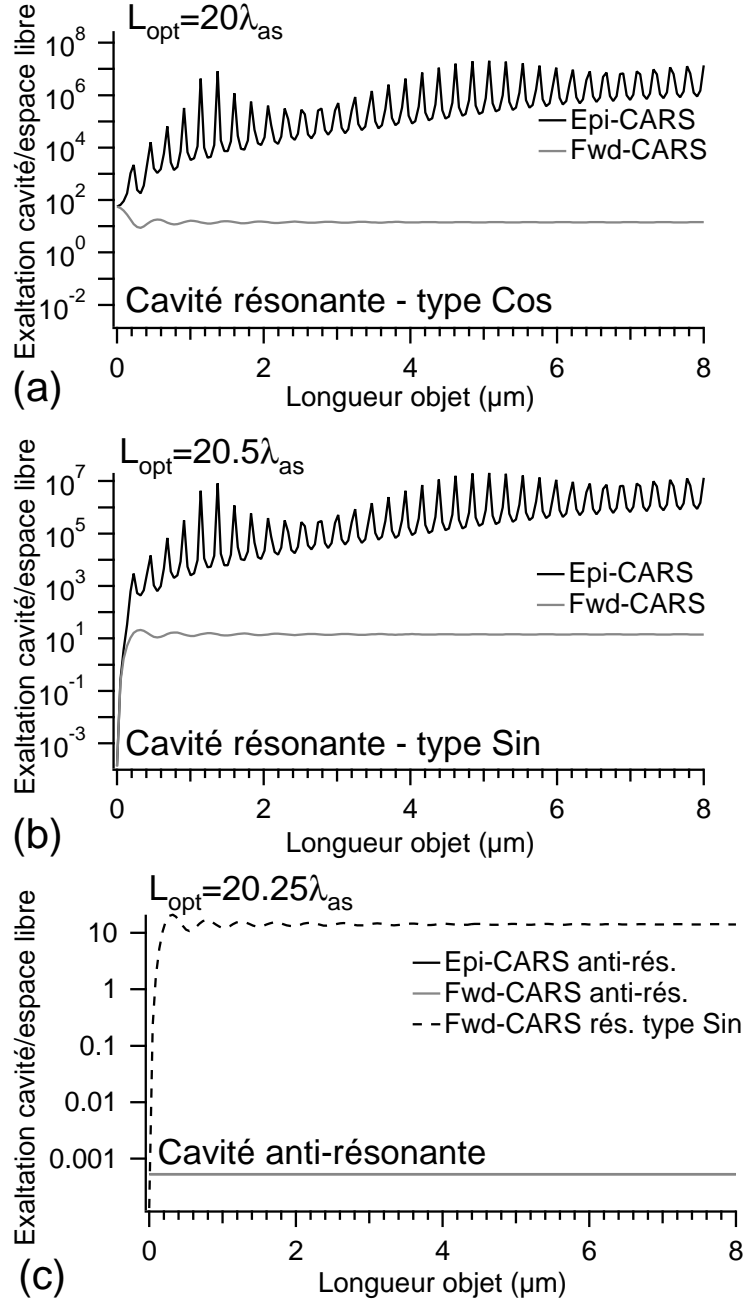 L_opt=20λ_as
Exaltation cavité/espace libre
10^8
10^6
10^4
10^2
10^0
10^-2
Epi-CARS
Fwd-CARS
Cavité résonante - type Cos
0 2 4 6 8
Longueur objet (µm)
(a)
L_opt=20.5λ_as
Exaltation cavité/espace libre
10^7
10^5
10^3
10^1
10^-1
10^-3
Epi-CARS
Fwd-CARS
Cavité résonante - type Sin
0 2 4 6 8
Longueur objet (µm)
(b)
L_opt=20.25λ_as
Exaltation cavité/espace libre
10
1
0.1
0.01
0.001
Epi-CARS anti-rés.
Fwd-CARS anti-rés.
Fwd-CARS rés. type Sin
Cavité anti-résonante
0 2 4 6 8
Longueur objet (µm)
(c)